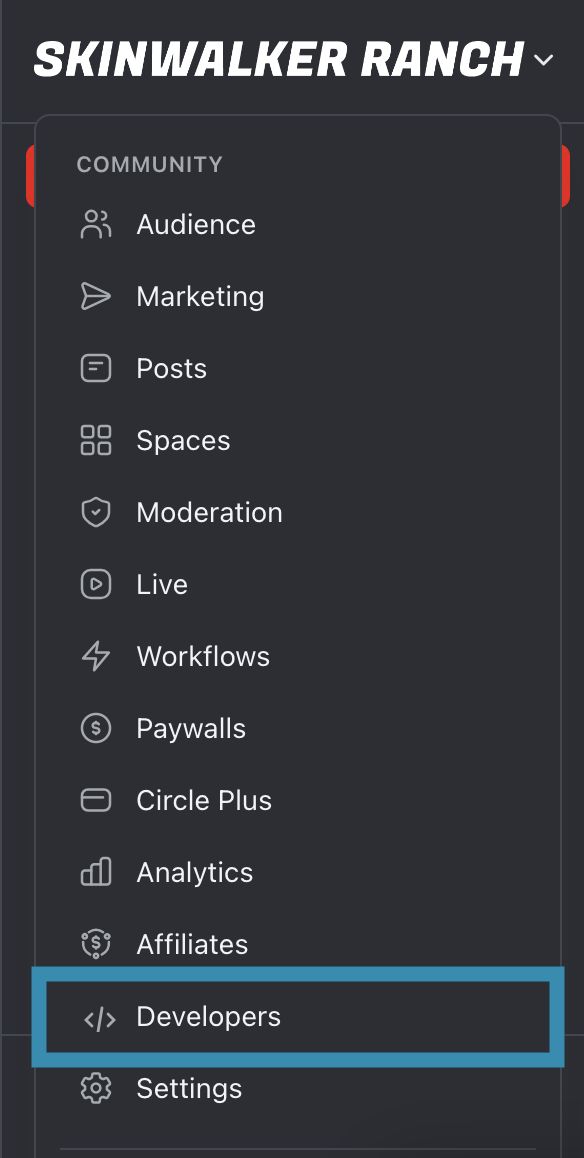 SKINWALKER RANCH
COMMUNITY
Audience
Marketing
Posts
Spaces
Moderation
Live
Workflows
Paywalls
Circle Plus
Analytics
Affiliates
Developers
Settings